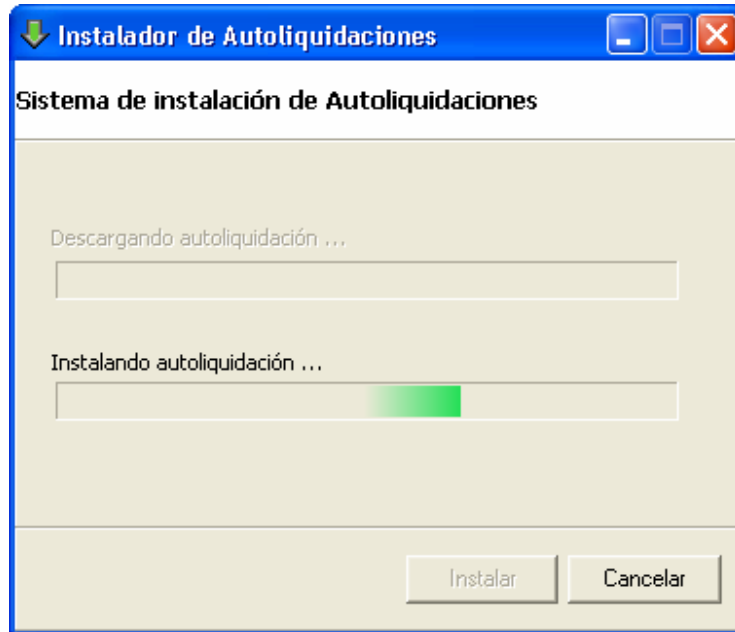 Instalador de Autoliquidaciones
Sistema de instalación de Autoliquidaciones
Descargando autoliquidación ...
Instalando autoliquidación ...
Instalar Cancelar